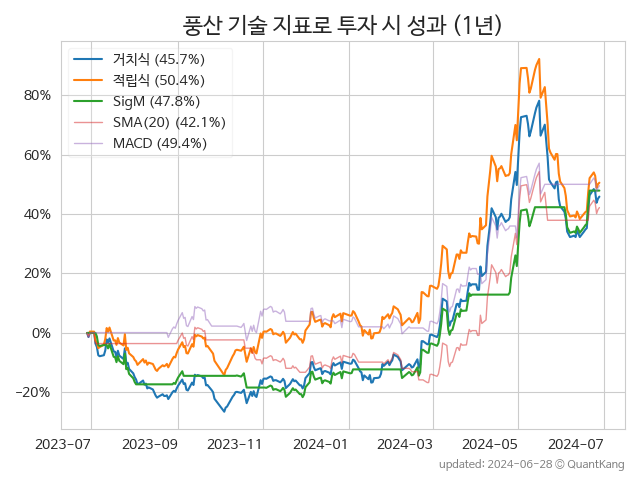 풍산 기술 지표로 투자 시 성과 (1년)
거치식 (45.7%)
적립식 (50.4%)
SigM (47.8%)
SMA(20) (42.1%)
MACD (49.4%)
80%
60%
40%
20%
0%
−20%
2023-07 2023-09 2023-11 2024-01 2024-03 2024-05 2024-07
updated: 2024-06-28 © QuantKang